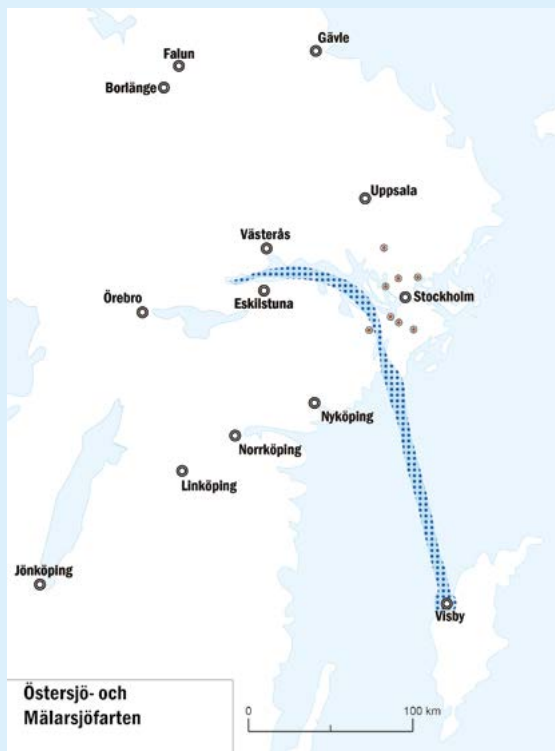 Gävle
Falun
Borlänge
Uppsala
Västerås
Eskilstuna
Stockholm
Örebro
Nyköping
Norrköping
Linköping
Jönköping
Visby
Östersjö- och
Mälarsjöfarten
0 100 km